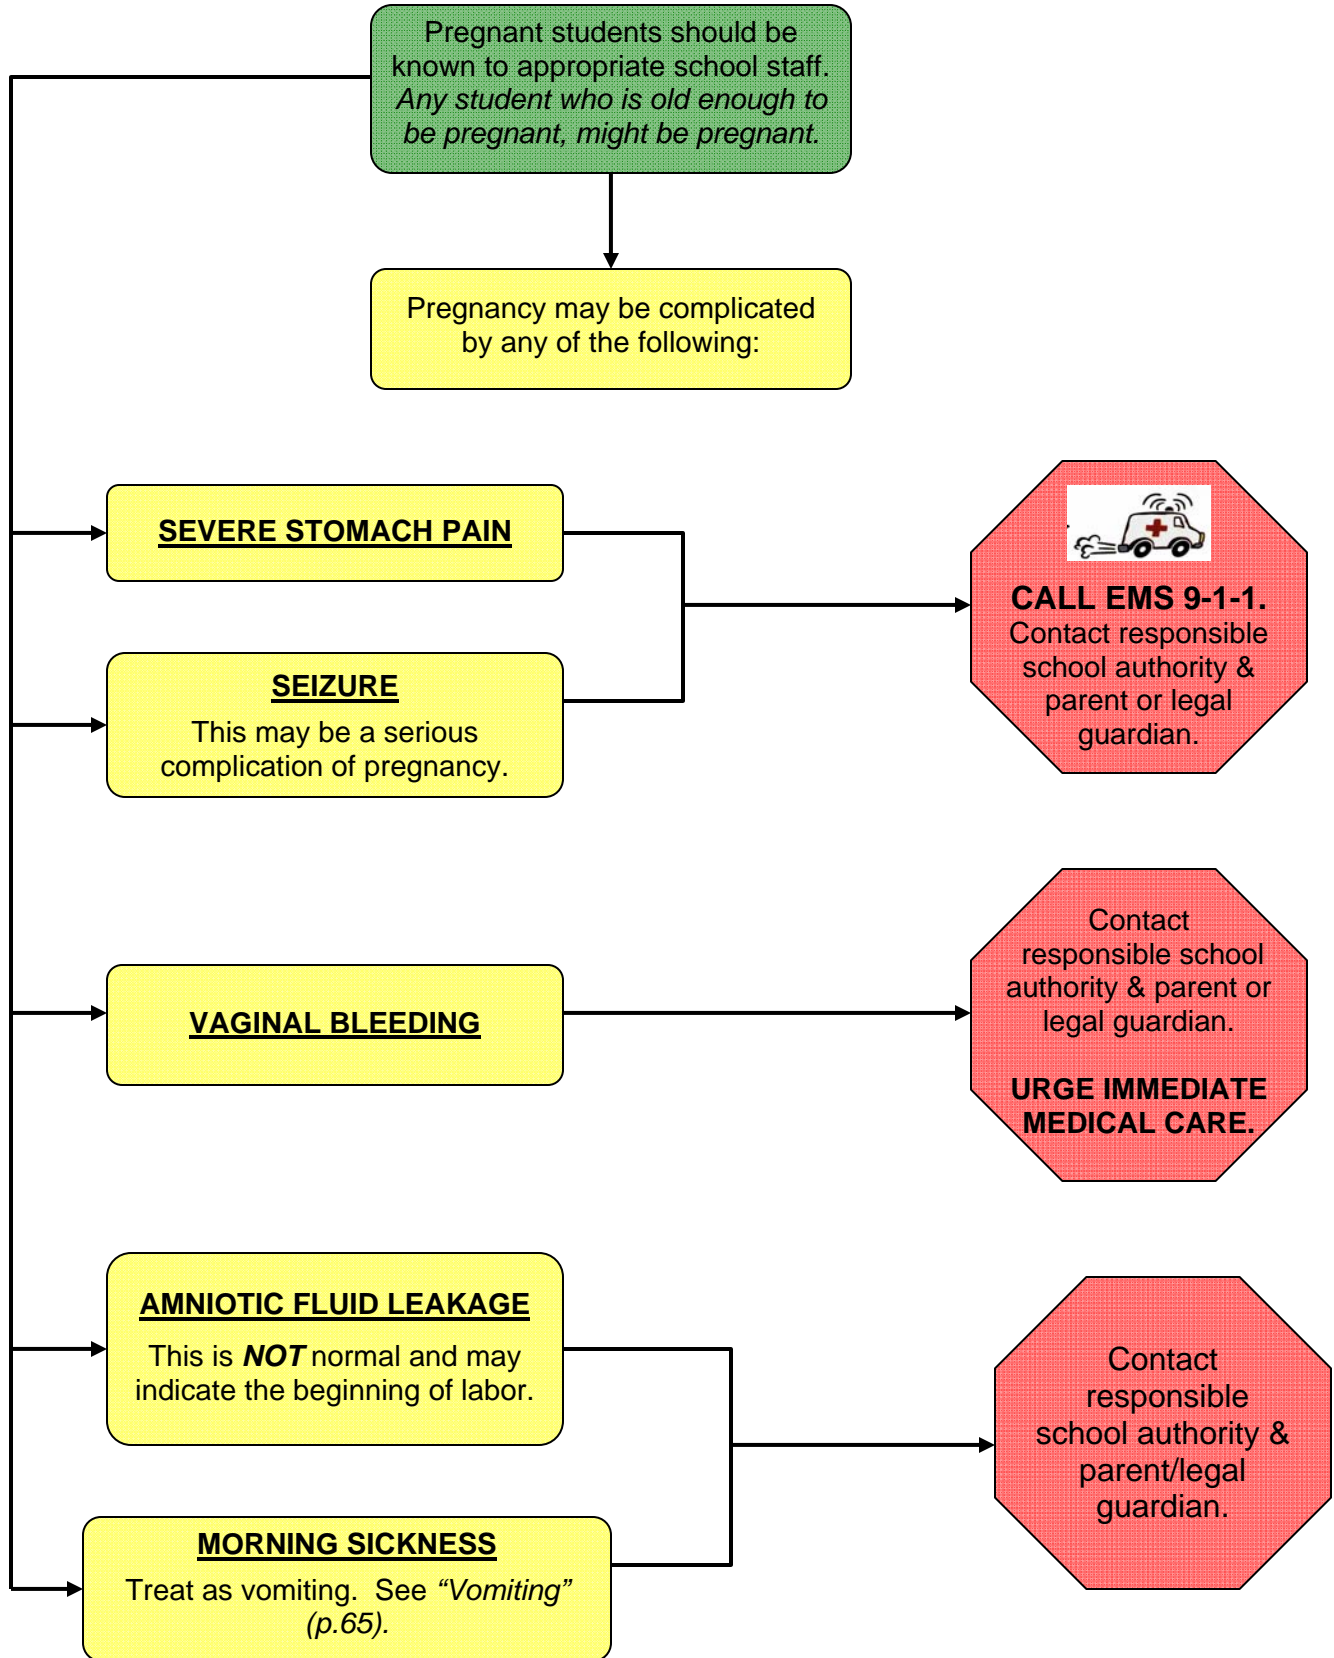 Pregnant students should be
known to appropriate school staff.
Any student who is old enough to
be pregnant, might be pregnant.
Pregnancy may be complicated
by any of the following:
SEVERE STOMACH PAIN
SEIZURE
This may be a serious
complication of pregnancy.
CALL EMS 9-1-1.
Contact responsible
school authority &
parent or legal
guardian.
VAGINAL BLEEDING
Contact
responsible school
authority & parent or
legal guardian.
URGE IMMEDIATE
MEDICAL CARE.
AMNIOTIC FLUID LEAKAGE
This is NOT normal and may
indicate the beginning of labor.
MORNING SICKNESS
Treat as vomiting.  See “Vomiting”
(p.65).
Contact
responsible
school authority &
parent/legal
guardian.